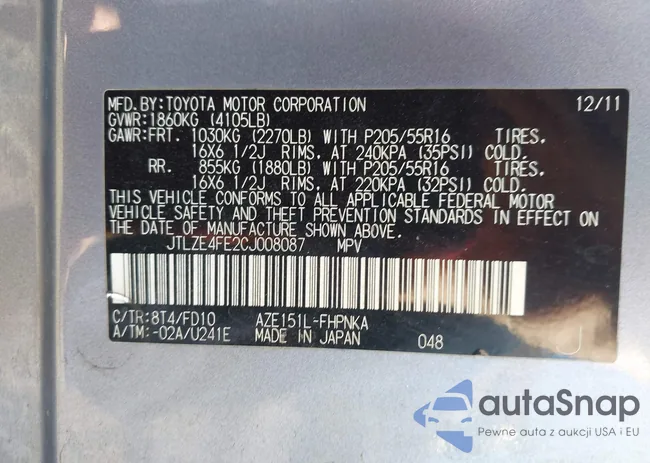 MFD. BY: TOYOTA MOTOR CORPORATION 12/11
GVWR: 1860KG (4105LB)
GAWR: FRT. 1030KG (2270LB) WITH P205/55R16 TIRES.
16X6 1/2J RIMS, AT 240KPA (35PSI) COLD.
RR. 855KG (1880LB) WITH P205/55R16 TIRES.
16X6 1/2J RIMS, AT 220KPA (32PSI) COLD.
THIS VEHICLE CONFORMS TO ALL APPLICABLE FEDERAL MOTOR
VEHICLE SAFETY AND THEFT PREVENTION STANDARDS IN EFFECT ON
THE DATE OF MANUFACTURE SHOWN ABOVE.
JTLZE4FE2CJ008087 MPV
C/TR: 8T4/FD10 AZE151L-FHPNKA
A/TM: -02A/U241E MADE IN JAPAN 048 J
autoSnap
Pewne auta z aukcji USA i EU